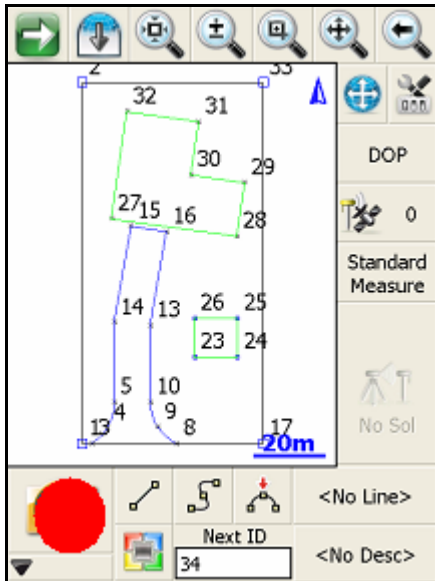 2 33
32 31
30 29
27 15 16 28
14 13 26 25
23 24
5 10
4 9
13 8 17
20m
DOP
0
Standard
Measure
No Sol
<No Line>
Next ID
34
<No Desc>